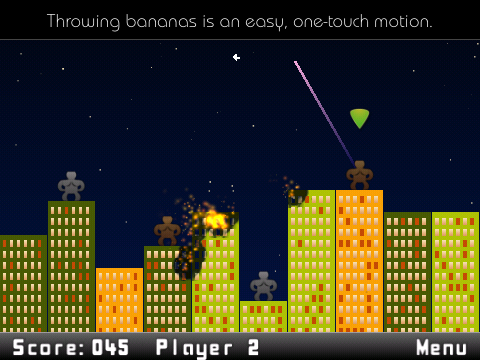 Throwing bananas is an easy, one-touch motion.
Score: 045 Player 2 Menu